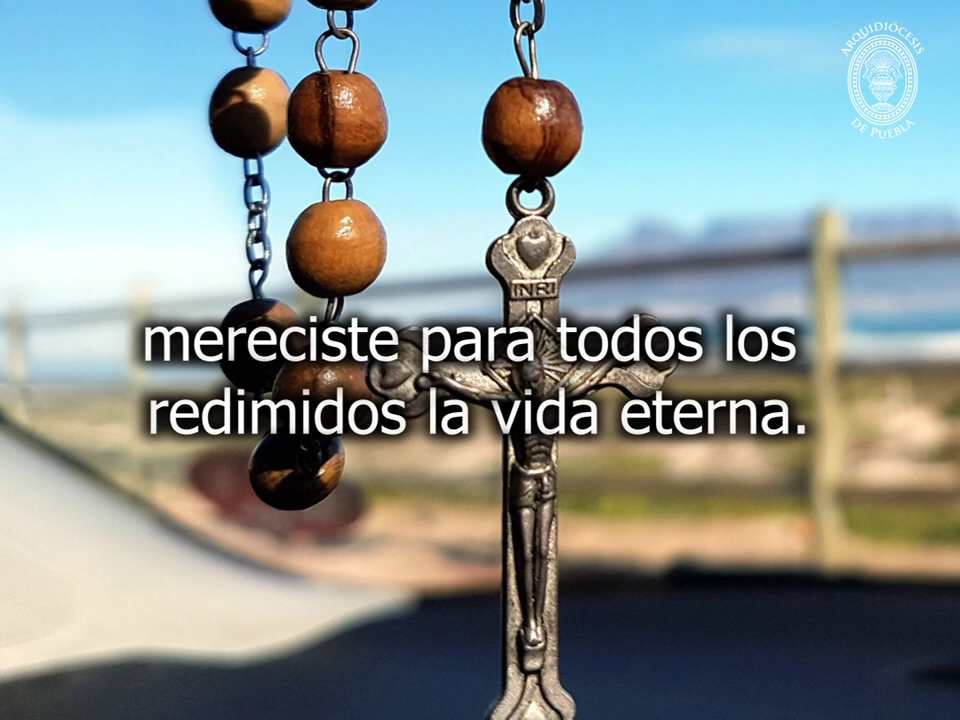 ARQUIDIÓCESIS
DE PUEBLA
INRI
mereciste para todos los
redimidos la vida eterna.